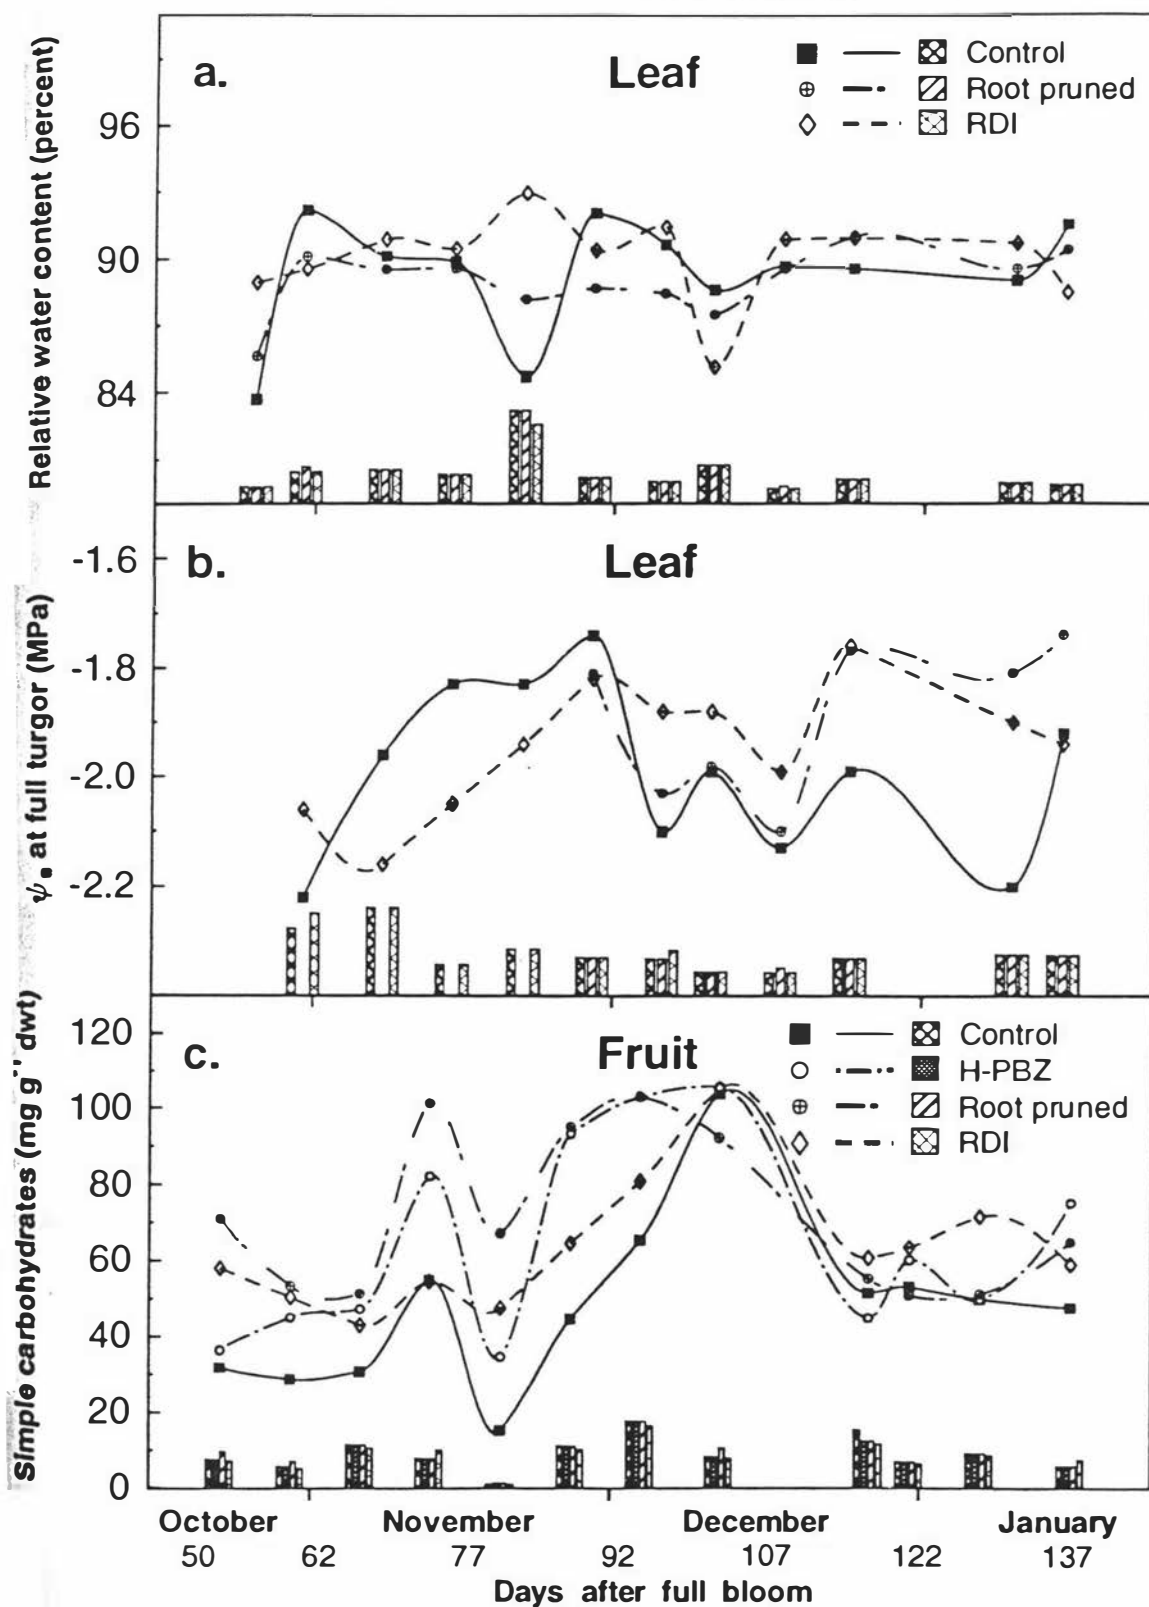 a.
Leaf
Control
Root pruned
RDI
Relative water content (percent)
96
90
84
b.
Leaf
at full turgor (MPa)
-1.6
-1.8
-2.0
-2.2
c.
Fruit
Control
H-PBZ
Root pruned
RDI
Simple carbohydrates (mg g⁻¹ dwt)
120
100
80
60
40
20
0
October November December January
50 62 77 92 107 122 137
Days after full bloom